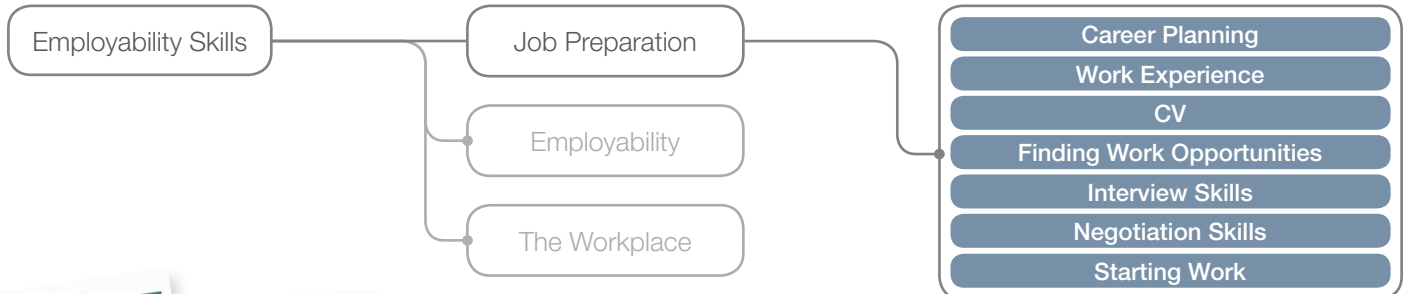 Employability Skills
Job Preparation
Employability
The Workplace
Career Planning
Work Experience
CV
Finding Work Opportunities
Interview Skills
Negotiation Skills
Starting Work